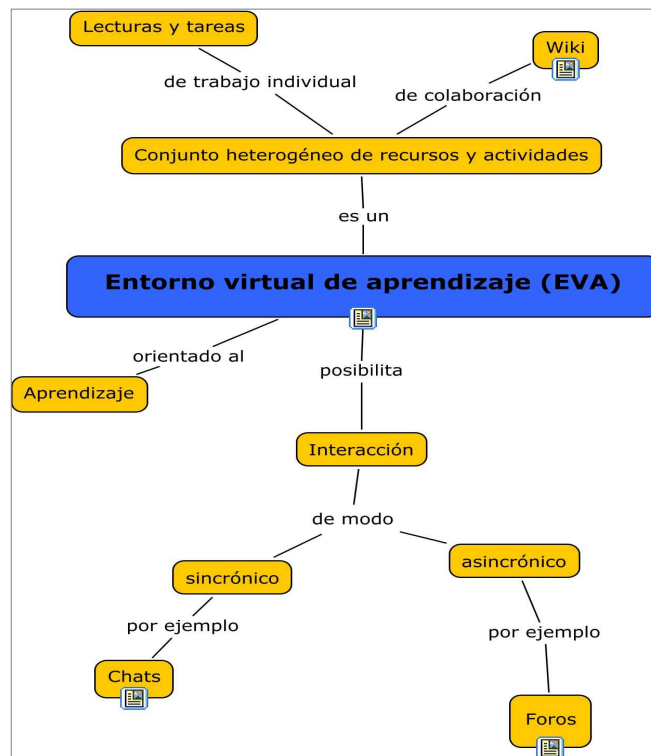 Lecturas y tareas
Wiki
de trabajo individual
de colaboración
Conjunto heterogéneo de recursos y actividades
es un
Entorno virtual de aprendizaje (EVA)
orientado al
posibilita
Aprendizaje
Interacción
de modo
sincrónico
asincrónico
por ejemplo
por ejemplo
Chats
Foros